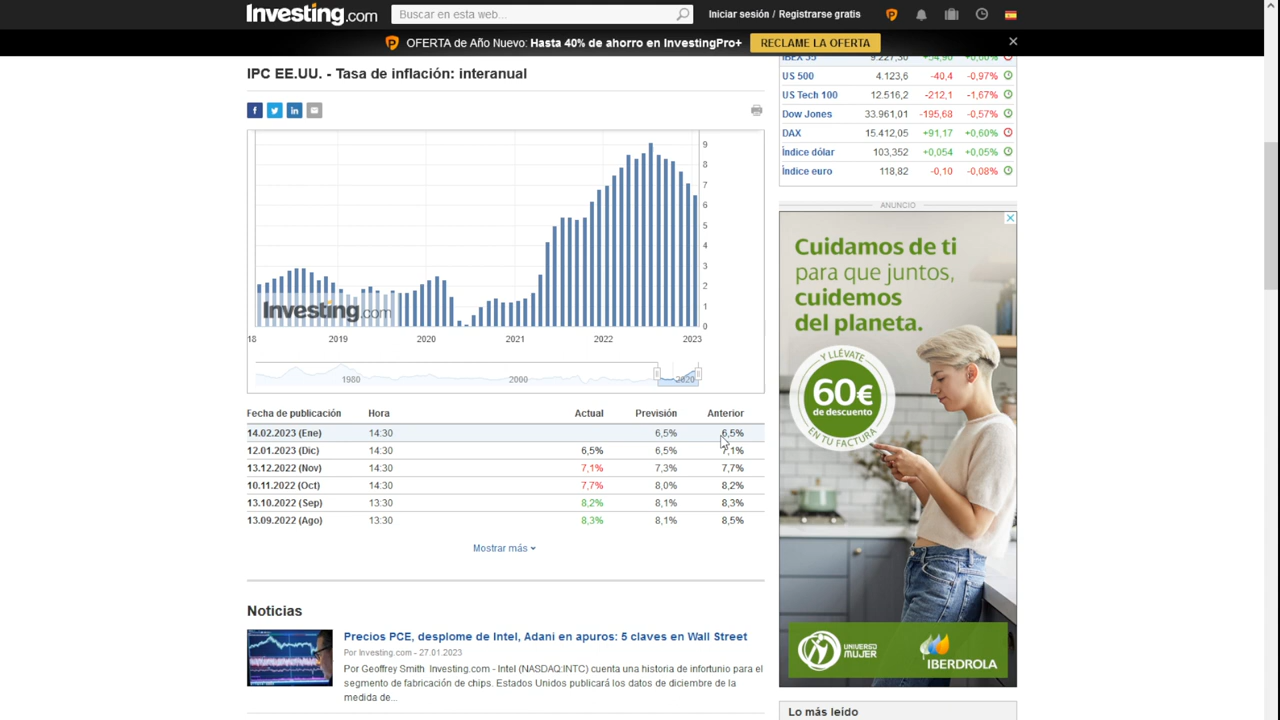 Investing.com
Buscar en esta web...
Iniciar sesión / Registrarse gratis
OFERTA de Año Nuevo: Hasta 40% de ahorro en InvestingPro+
RECLAME LA OFERTA
IPC EE.UU. - Tasa de inflación: interanual
9
7
6
5
4
3
2
1
0
Investing.com
18 2019 2020 2021 2022 2023
1980 2000 2020
Fecha de publicación Hora Actual Previsión Anterior
14.02.2023 (Ene) 14:30 6,5% 6,5%
12.01.2023 (Dic) 14:30 6,5% 6,5% 7,1%
13.12.2022 (Nov) 14:30 7,1% 7,3% 7,7%
10.11.2022 (Oct) 14:30 7,7% 8,0% 8,2%
13.10.2022 (Sep) 13:30 8,2% 8,1% 8,3%
13.09.2022 (Ago) 13:30 8,3% 8,1% 8,5%
Mostrar más
Noticias
Precios PCE, desplome de Intel, Adani en apuros: 5 claves en Wall Street
Por Investing.com - 27.01.2023
Por Geoffrey Smith Investing.com - Intel (NASDAQ:INTC) cuenta una historia de infortunio para el
segmento de fabricación de chips. Estados Unidos publicará los datos de diciembre de la
medida de...
IBEX 35 9.227,30 +54,90 +0,60%
US 500 4.123,6 -40,4 -0,97%
US Tech 100 12.516,2 -212,1 -1,67%
Dow Jones 33.961,01 -195,68 -0,57%
DAX 15.412,05 +91,17 +0,60%
Índice dólar 103,352 +0,054 +0,05%
Índice euro 118,82 -0,10 -0,08%
ANUNCIO
Cuidamos de ti
para que juntos,
cuidemos
del planeta.
Y LLÉVATE
60€
de descuento
EN TU FACTURA
UNIVERSO
MUJER
IBERDROLA
Lo más leído